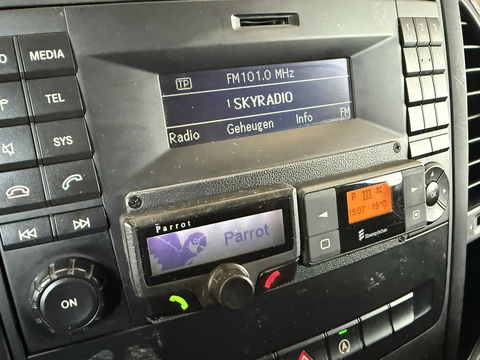 MEDIA
TEL
SYS
ON
TP
FM101.0 MHz
1 SKYRADIO
Radio Geheugen Info FM
Parrot
Parrot
P
15:07 15°C
Eberspächer
A